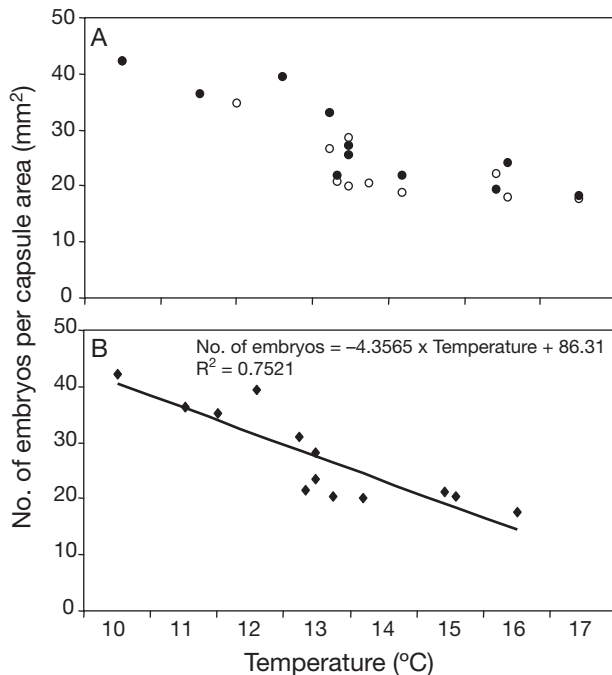 No. of embryos per capsule area (mm²)
A
50
40
30
20
10
0
B
No. of embryos = –4.3565 x Temperature + 86.31
R² = 0.7521
50
40
30
20
10
0
10 11 12 13 14 15 16 17
Temperature (ºC)